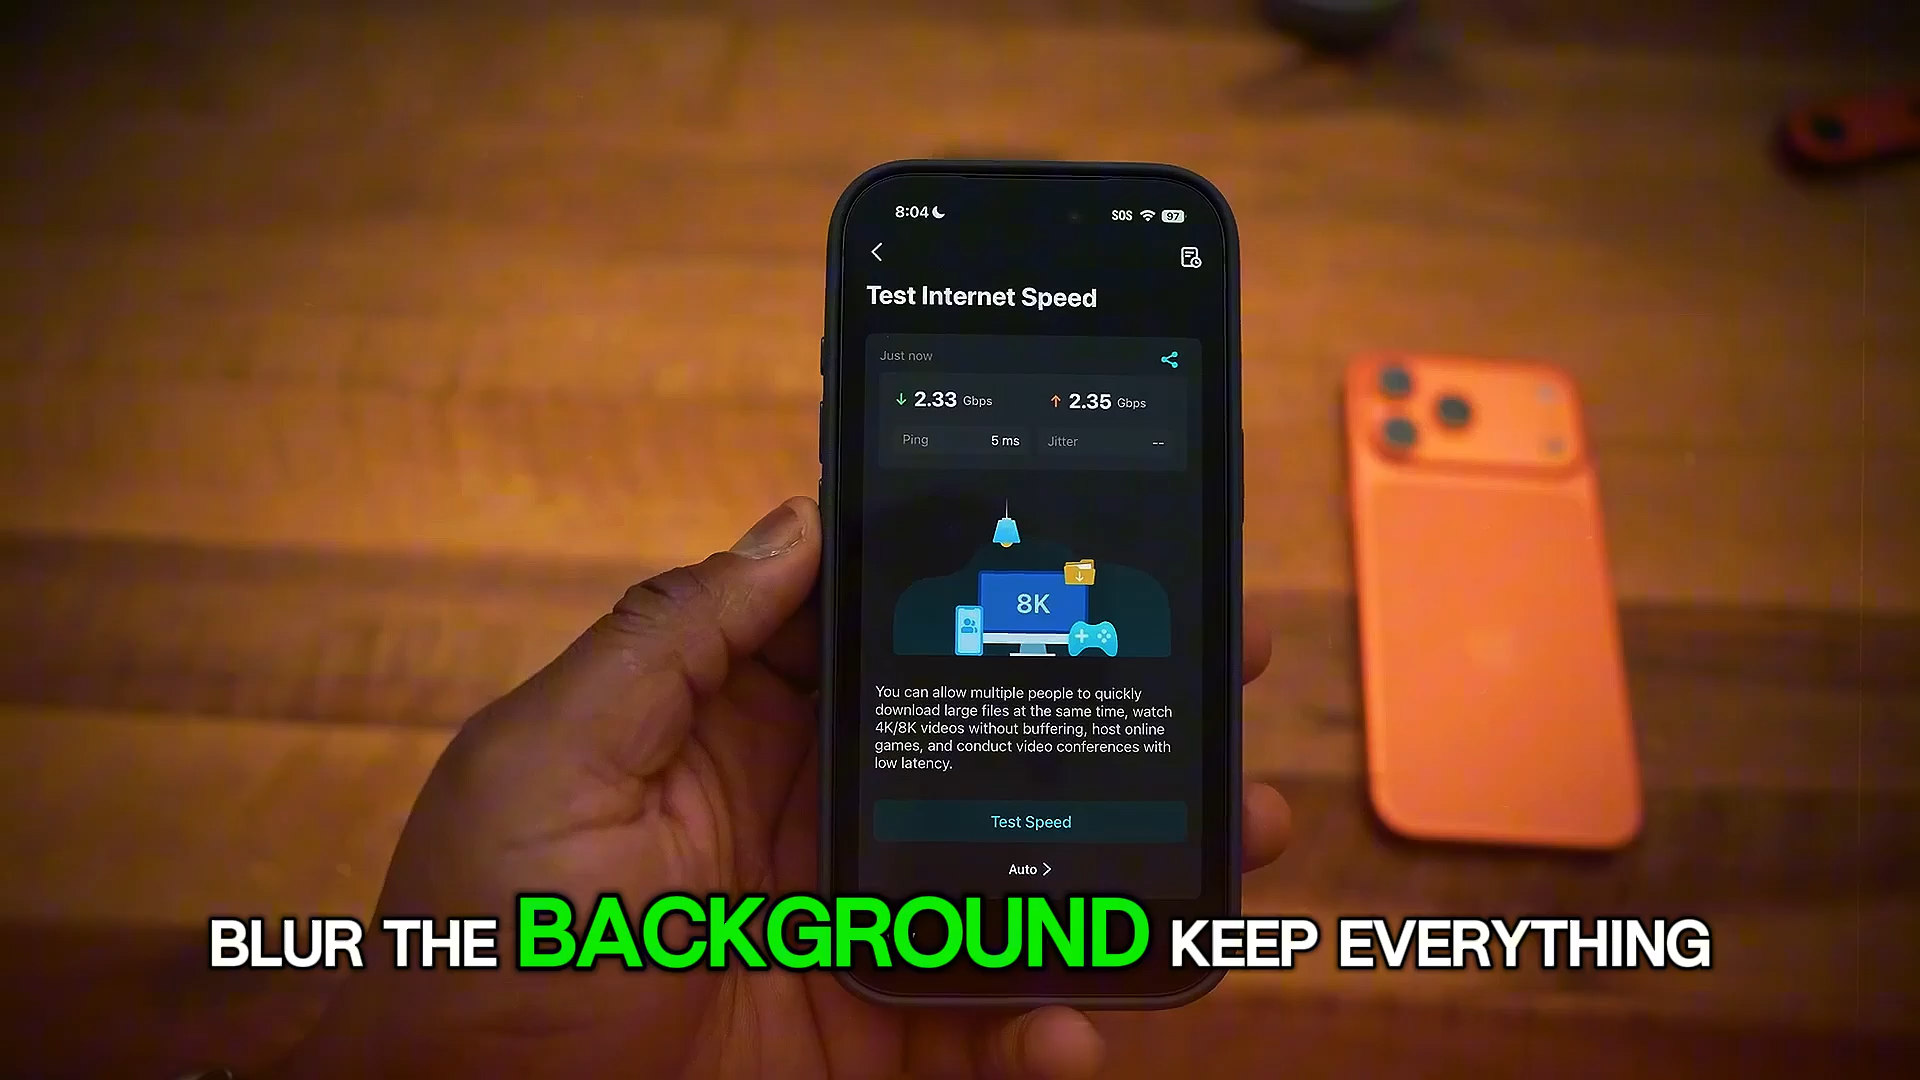 8:04
SOS
97
Test Internet Speed
Just now
↓ 2.33 Gbps
↑ 2.35 Gbps
Ping 5 ms
Jitter --
8K
You can allow multiple people to quickly
download large files at the same time, watch
4K/8K videos without buffering, host online
games, and conduct video conferences with
low latency.
Test Speed
Auto >
BLUR THE BACKGROUND KEEP EVERYTHING